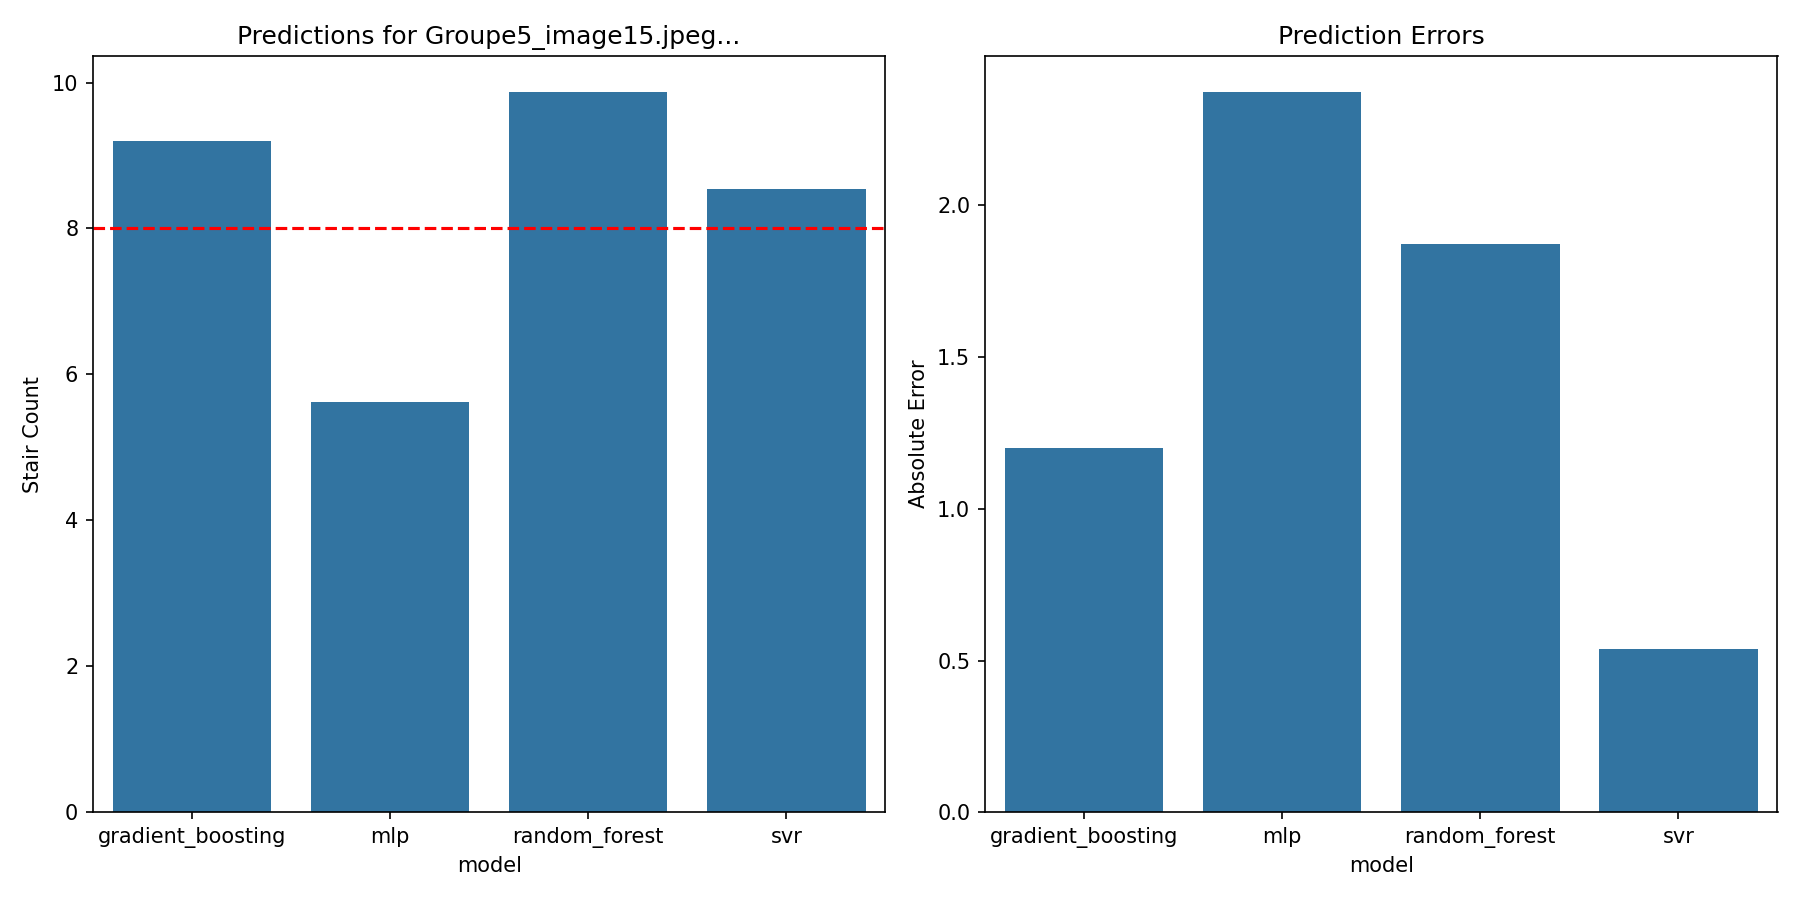 Predictions for Groupe5_image15.jpeg...
Stair Count
10
8
6
4
2
0
gradient_boosting mlp random_forest svr
model
Prediction Errors
Absolute Error
2.0
1.5
1.0
0.5
0.0
gradient_boosting mlp random_forest svr
model